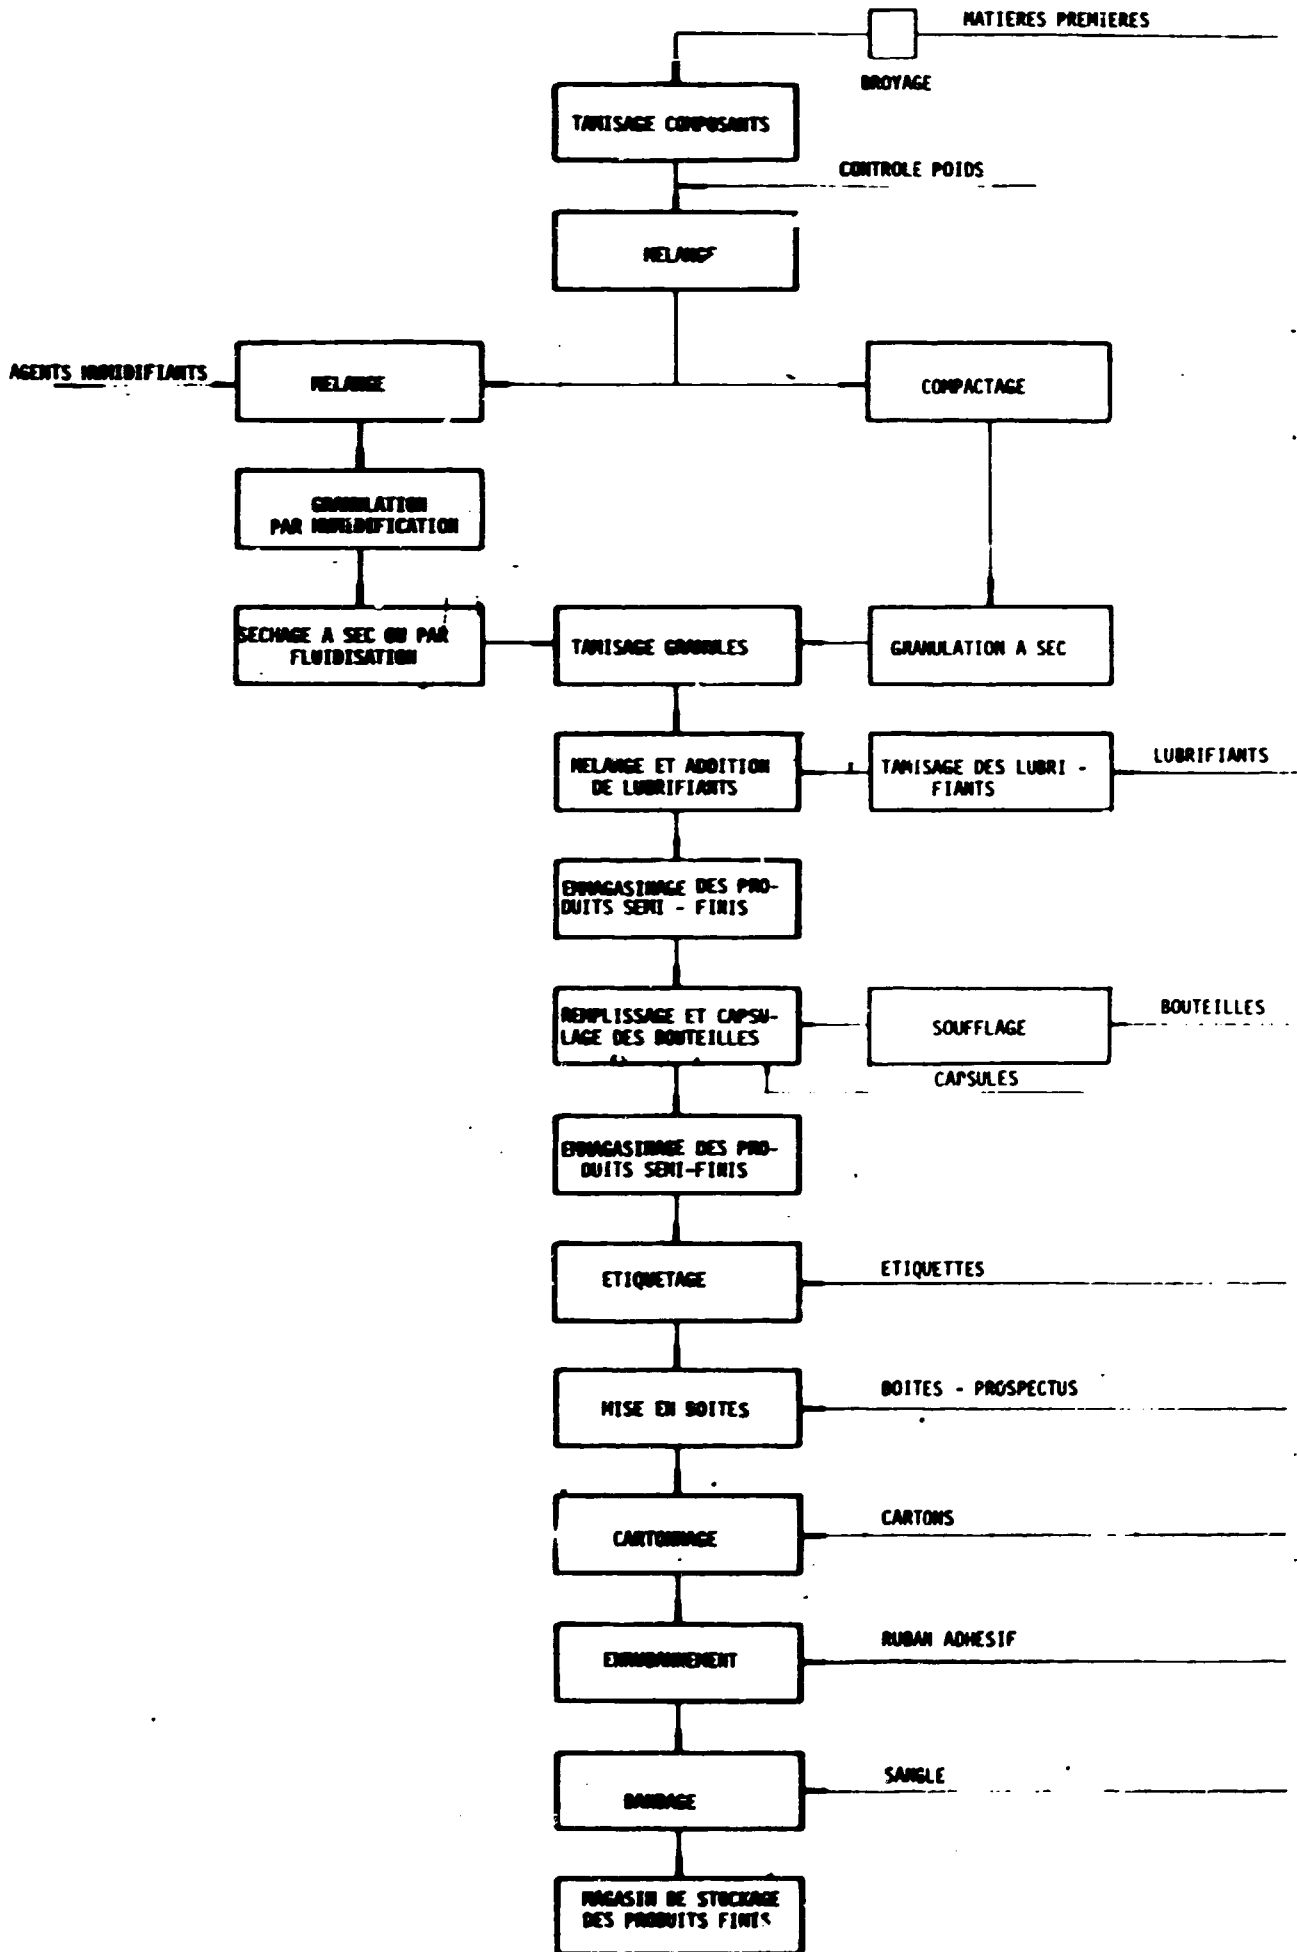 MATIERES PREMIERES
BROYAGE
TAMISAGE COMPOSANTS
CONTROLE POIDS
MELANGE
AGENTS HUMIDIFIANTS
MELANGE
COMPACTAGE
GRANULATION
PAR HUMIDIFICATION
SECHAGE A SEC OU PAR
FLUIDISATION
TAMISAGE GRANULES
GRANULATION A SEC
MELANGE ET ADDITION
DE LUBRIFIANTS
TAMISAGE DES LUBRI -
FIANTS
LUBRIFIANTS
EMMAGASINAGE DES PRO-
DUITS SEMI - FINIS
REMPLISSAGE ET CAPSU-
LAGE DES BOUTEILLES
SOUFFLAGE
BOUTEILLES
CAPSULES
EMMAGASINAGE DES PRO-
DUITS SEMI-FINIS
ETIQUETAGE
ETIQUETTES
MISE EN BOITES
BOITES - PROSPECTUS
CARTONNAGE
CARTONS
ENRUBANNEMENT
RUBAN ADHESIF
BANDAGE
SANGLE
MAGASIN DE STOCKAGE
DES PRODUITS FINIS